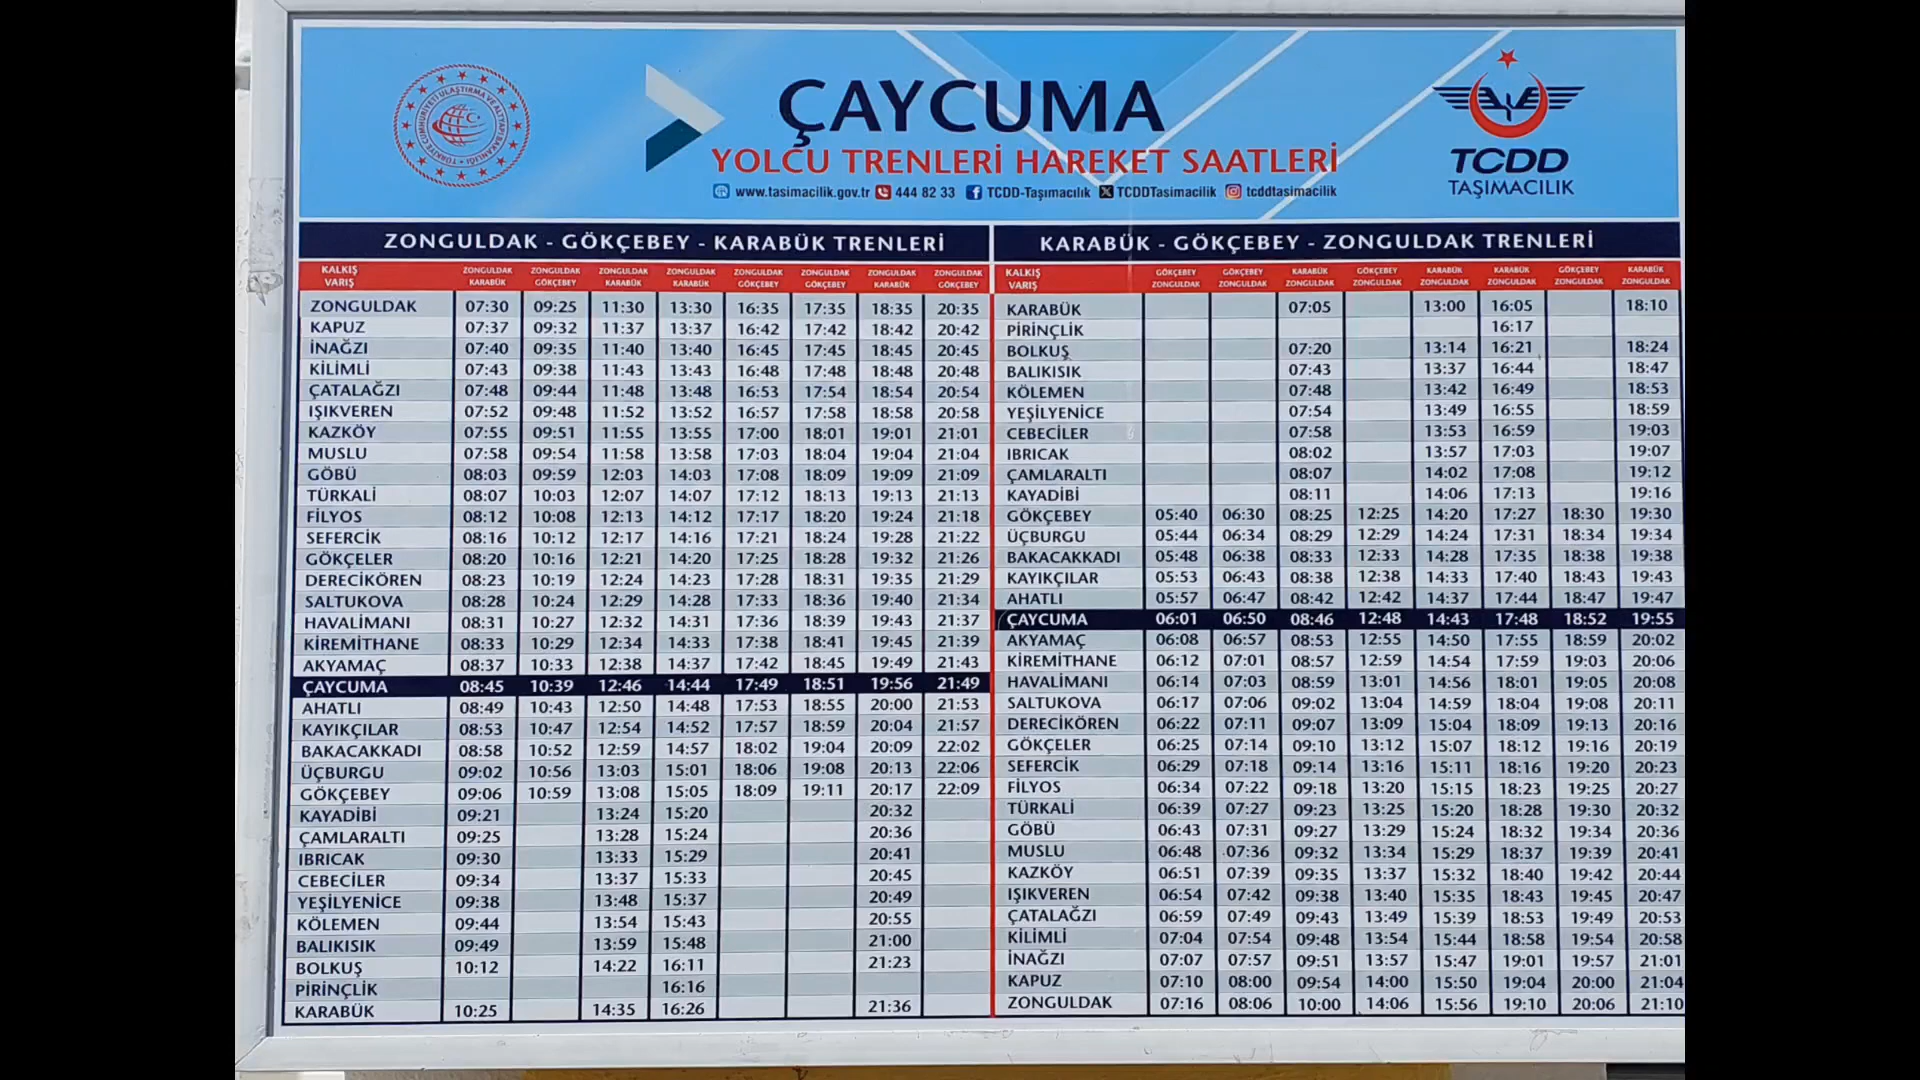 TÜRKİYE CUMHURİYETİ ULAŞTIRMA VE ALTYAPI BAKANLIĞI
ÇAYCUMA
YOLCU TRENLERİ HAREKET SAATLERİ
www.tasimacilik.gov.tr 444 82 33 TCDD-Taşımacılık TCDDTasimacilik tcddtasimacilik
TCDD
TAŞIMACILIK
ZONGULDAK - GÖKÇEBEY - KARABÜK TRENLERİ
KALKIŞ ZONGULDAK ZONGULDAK ZONGULDAK ZONGULDAK ZONGULDAK ZONGULDAK ZONGULDAK ZONGULDAK
VARIŞ KARABÜK GÖKÇEBEY KARABÜK KARABÜK GÖKÇEBEY GÖKÇEBEY KARABÜK GÖKÇEBEY
ZONGULDAK 07:30 09:25 11:30 13:30 16:35 17:35 18:35 20:35
KAPUZ 07:37 09:32 11:37 13:37 16:42 17:42 18:42 20:42
İNAĞZI 07:40 09:35 11:40 13:40 16:45 17:45 18:45 20:45
KİLİMLİ 07:43 09:38 11:43 13:43 16:48 17:48 18:48 20:48
ÇATALAĞZI 07:48 09:44 11:48 13:48 16:53 17:54 18:54 20:54
IŞIKVEREN 07:52 09:48 11:52 13:52 16:57 17:58 18:58 20:58
KAZKÖY 07:55 09:51 11:55 13:55 17:00 18:01 19:01 21:01
MUSLU 07:58 09:54 11:58 13:58 17:03 18:04 19:04 21:04
GÖBÜ 08:03 09:59 12:03 14:03 17:08 18:09 19:09 21:09
TÜRKALİ 08:07 10:03 12:07 14:07 17:12 18:13 19:13 21:13
FİLYOS 08:12 10:08 12:13 14:12 17:17 18:20 19:24 21:18
SEFERCİK 08:16 10:12 12:17 14:16 17:21 18:24 19:28 21:22
GÖKÇELER 08:20 10:16 12:21 14:20 17:25 18:28 19:32 21:26
DERECİKÖREN 08:23 10:19 12:24 14:23 17:28 18:31 19:35 21:29
SALTUKOVA 08:28 10:24 12:29 14:28 17:33 18:36 19:40 21:34
HAVALİMANI 08:31 10:27 12:32 14:31 17:36 18:39 19:43 21:37
KİREMİTHANE 08:33 10:29 12:34 14:33 17:38 18:41 19:45 21:39
AKYAMAÇ 08:37 10:33 12:38 14:37 17:42 18:45 19:49 21:43
ÇAYCUMA 08:45 10:39 12:46 14:44 17:49 18:51 19:56 21:49
AHATLI 08:49 10:43 12:50 14:48 17:53 18:55 20:00 21:53
KAYIKÇILAR 08:53 10:47 12:54 14:52 17:57 18:59 20:04 21:57
BAKACAKKADI 08:58 10:52 12:59 14:57 18:02 19:04 20:09 22:02
ÜÇBURGU 09:02 10:56 13:03 15:01 18:06 19:08 20:13 22:06
GÖKÇEBEY 09:06 10:59 13:08 15:05 18:09 19:11 20:17 22:09
KAYADİBİ 09:21 13:24 15:20 20:32
ÇAMLARALTI 09:25 13:28 15:24 20:36
IBRICAK 09:30 13:33 15:29 20:41
CEBECİLER 09:34 13:37 15:33 20:45
YEŞİLYENİCE 09:38 13:48 15:37 20:49
KÖLEMEN 09:44 13:54 15:43 20:55
BALIKISIK 09:49 13:59 15:48 21:00
BOLKUŞ 10:12 14:22 16:11 21:23
PİRİNÇLİK 16:16
KARABÜK 10:25 14:35 16:26 21:36
KARABÜK - GÖKÇEBEY - ZONGULDAK TRENLERİ
KALKIŞ GÖKÇEBEY GÖKÇEBEY KARABÜK GÖKÇEBEY KARABÜK KARABÜK GÖKÇEBEY KARABÜK
VARIŞ ZONGULDAK ZONGULDAK ZONGULDAK ZONGULDAK ZONGULDAK ZONGULDAK ZONGULDAK ZONGULDAK
KARABÜK 07:05 13:00 16:05 18:10
PİRİNÇLİK 16:17
BOLKUŞ 07:20 13:14 16:21 18:24
BALIKISIK 07:43 13:37 16:44 18:47
KÖLEMEN 07:48 13:42 16:49 18:53
YEŞİLYENİCE 07:54 13:49 16:55 18:59
CEBECİLER 07:58 13:53 16:59 19:03
IBRICAK 08:02 13:57 17:03 19:07
ÇAMLARALTI 08:07 14:02 17:08 19:12
KAYADİBİ 08:11 14:06 17:13 19:16
GÖKÇEBEY 05:40 06:30 08:25 12:25 14:20 17:27 18:30 19:30
ÜÇBURGU 05:44 06:34 08:29 12:29 14:24 17:31 18:34 19:34
BAKACAKKADI 05:48 06:38 08:33 12:33 14:28 17:35 18:38 19:38
KAYIKÇILAR 05:53 06:43 08:38 12:38 14:33 17:40 18:43 19:43
AHATLI 05:57 06:47 08:42 12:42 14:37 17:44 18:47 19:47
ÇAYCUMA 06:01 06:50 08:46 12:48 14:43 17:48 18:52 19:55
AKYAMAÇ 06:08 06:57 08:53 12:55 14:50 17:55 18:59 20:02
KİREMİTHANE 06:12 07:01 08:57 12:59 14:54 17:59 19:03 20:06
HAVALİMANI 06:14 07:03 08:59 13:01 14:56 18:01 19:05 20:08
SALTUKOVA 06:17 07:06 09:02 13:04 14:59 18:04 19:08 20:11
DERECİKÖREN 06:22 07:11 09:07 13:09 15:04 18:09 19:13 20:16
GÖKÇELER 06:25 07:14 09:10 13:12 15:07 18:12 19:16 20:19
SEFERCİK 06:29 07:18 09:14 13:16 15:11 18:16 19:20 20:23
FİLYOS 06:34 07:22 09:18 13:20 15:15 18:23 19:25 20:27
TÜRKALİ 06:39 07:27 09:23 13:25 15:20 18:28 19:30 20:32
GÖBÜ 06:43 07:31 09:27 13:29 15:24 18:32 19:34 20:36
MUSLU 06:48 07:36 09:32 13:34 15:29 18:37 19:39 20:41
KAZKÖY 06:51 07:39 09:35 13:37 15:32 18:40 19:42 20:44
IŞIKVEREN 06:54 07:42 09:38 13:40 15:35 18:43 19:45 20:47
ÇATALAĞZI 06:59 07:49 09:43 13:49 15:39 18:53 19:49 20:53
KİLİMLİ 07:04 07:54 09:48 13:54 15:44 18:58 19:54 20:58
İNAĞZI 07:07 07:57 09:51 13:57 15:47 19:01 19:57 21:01
KAPUZ 07:10 08:00 09:54 14:00 15:50 19:04 20:00 21:04
ZONGULDAK 07:16 08:06 10:00 14:06 15:56 19:10 20:06 21:10